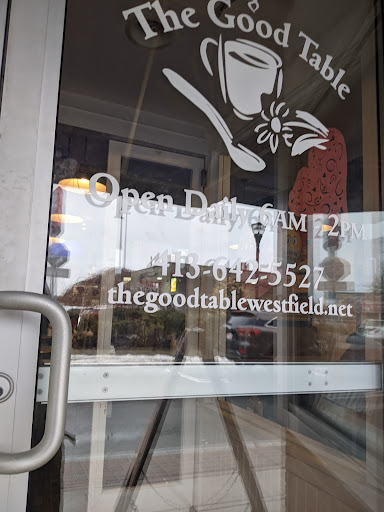 The Good Table
Open Daily 6AM - 2PM
413-642-5527
thegoodtablewestfield.net